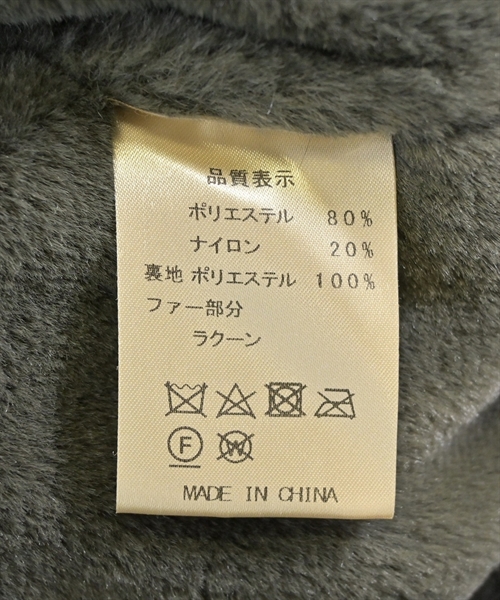 品質表示
ポリエステル 80%
ナイロン 20%
裏地 ポリエステル 100%
ファー部分
ラクーン
F W
MADE IN CHINA